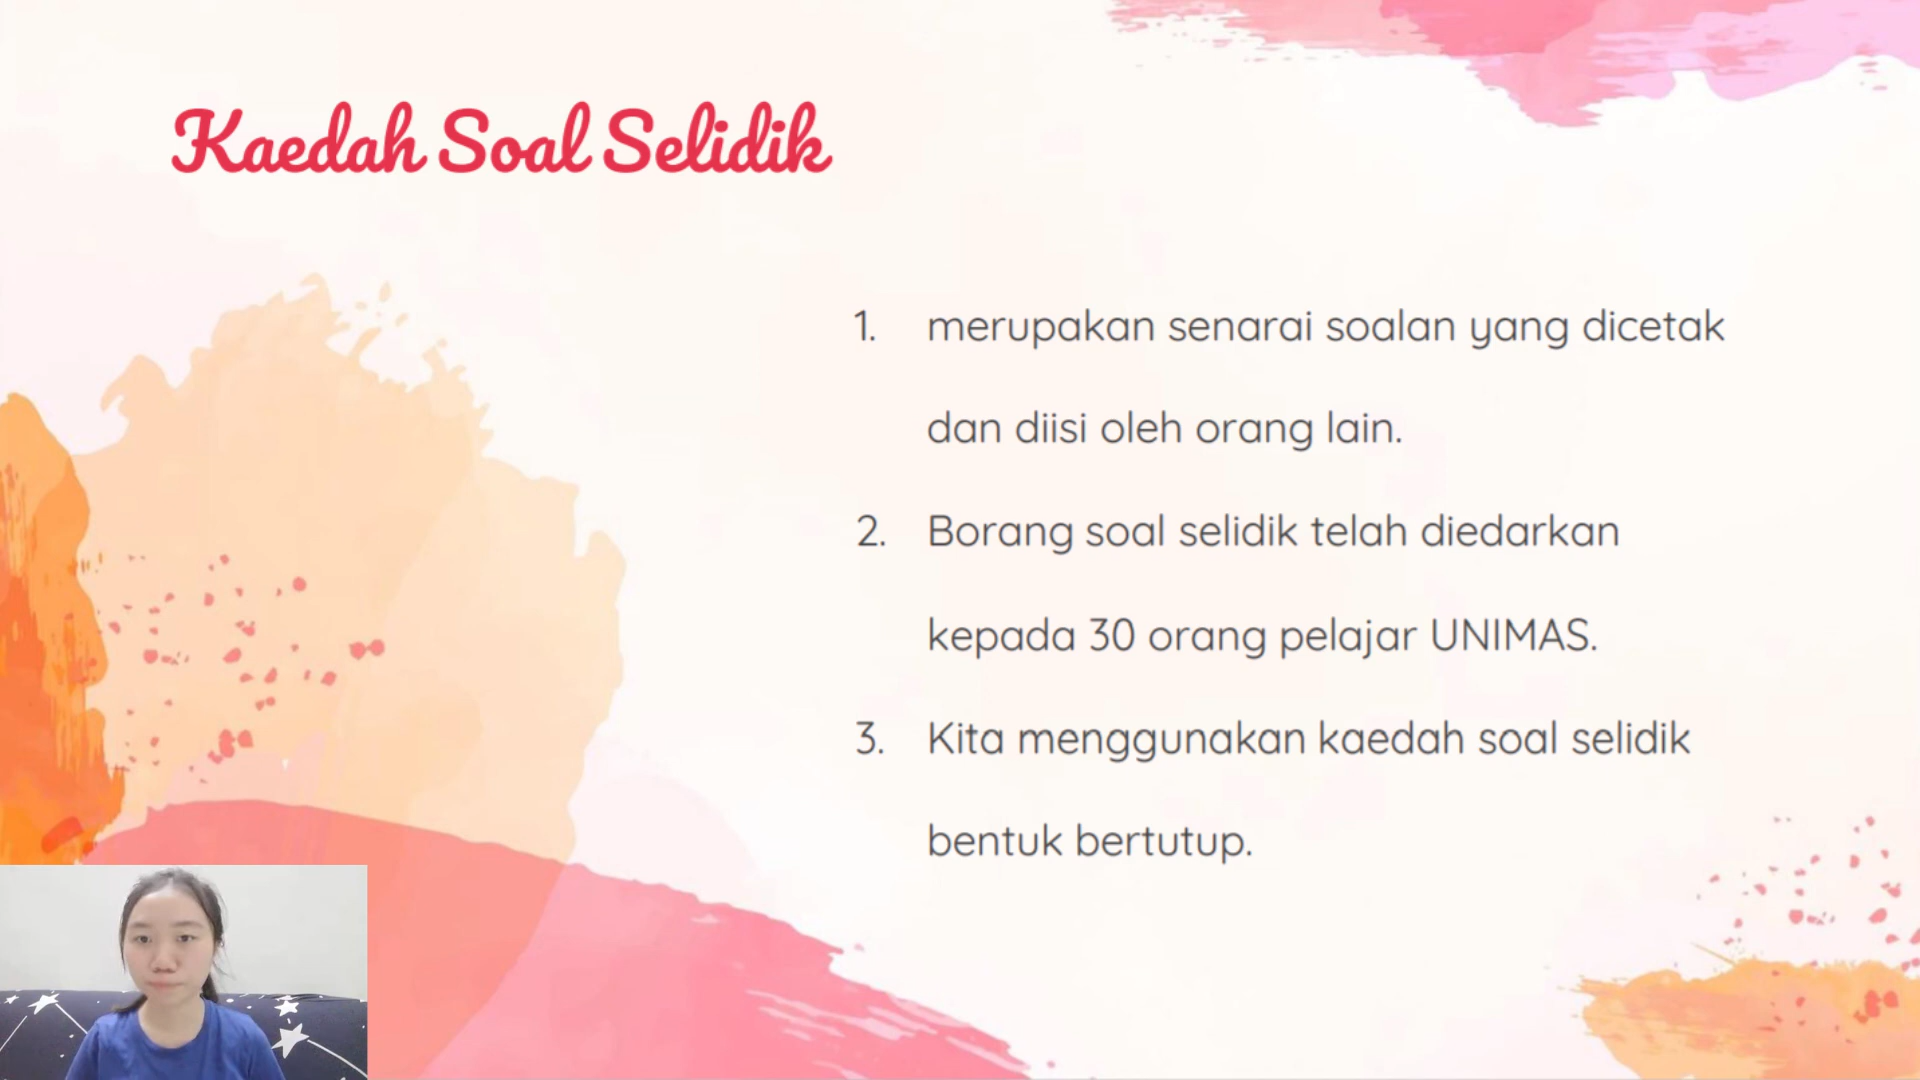 Kaedah Soal Selidik
1. merupakan senarai soalan yang dicetak
dan diisi oleh orang lain.
2. Borang soal selidik telah diedarkan
kepada 30 orang pelajar UNIMAS.
3. Kita menggunakan kaedah soal selidik
bentuk bertutup.